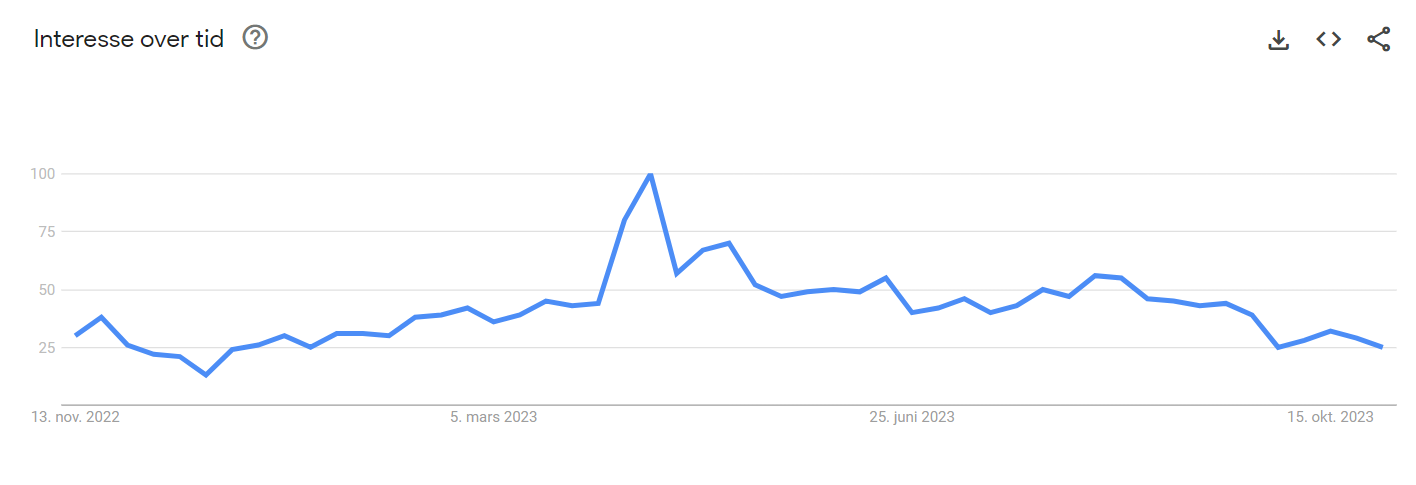 Interesse over tid
100
75
50
25
13. nov. 2022
5. mars 2023
25. juni 2023
15. okt. 2023